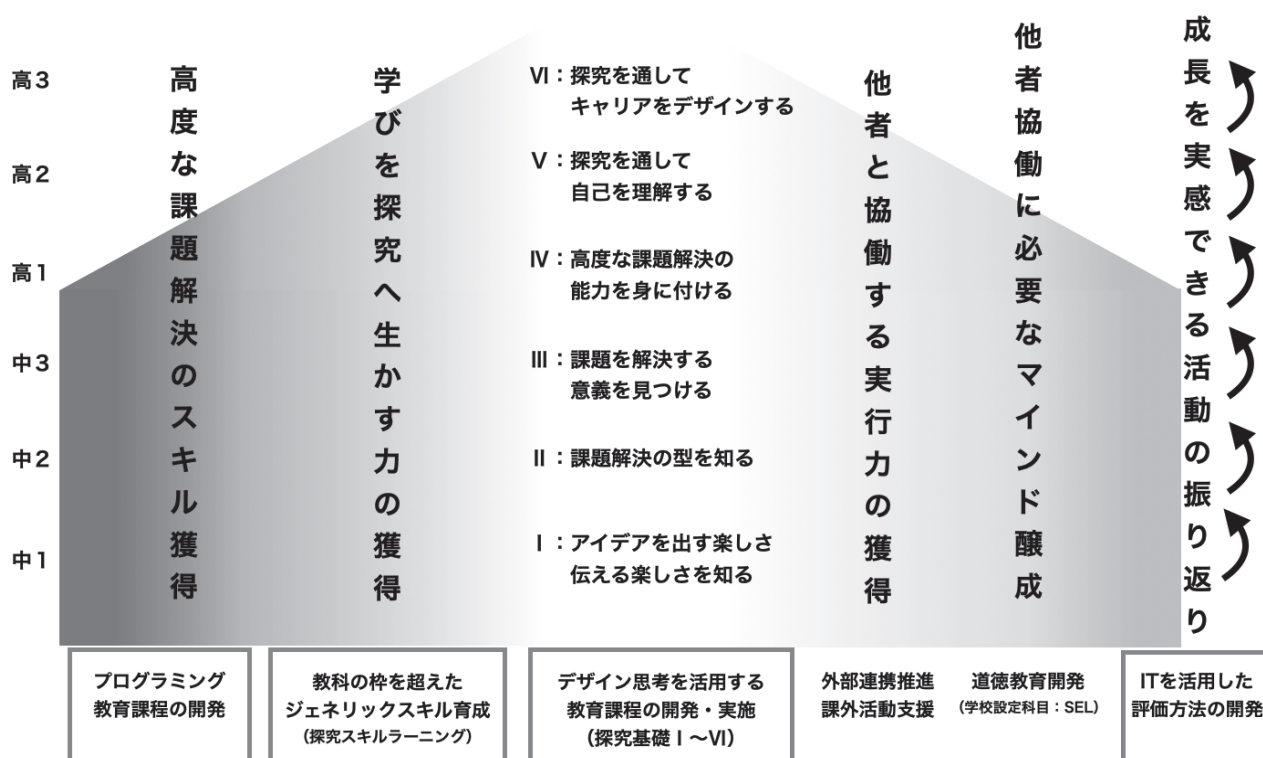 高3
高2
高1
中3
中2
中1
高度な課題解決のスキル獲得
学びを探究へ生かす力の獲得
Ⅵ：探究を通して
キャリアをデザインする
Ⅴ：探究を通して
自己を理解する
Ⅳ：高度な課題解決の
能力を身に付ける
Ⅲ：課題を解決する
意義を見つける
Ⅱ：課題解決の型を知る
Ⅰ：アイデアを出す楽しさ
伝える楽しさを知る
他者と協働する実行力の獲得
他者協働に必要なマインド醸成
成長を実感できる活動の振り返り
プログラミング
教育課程の開発
教科の枠を超えた
ジェネリックスキル育成
（探究スキルラーニング）
デザイン思考を活用する
教育課程の開発・実施
（探究基礎Ⅰ〜Ⅵ）
外部連携推進
課外活動支援
道徳教育開発
（学校設定科目：SEL）
ITを活用した
評価方法の開発